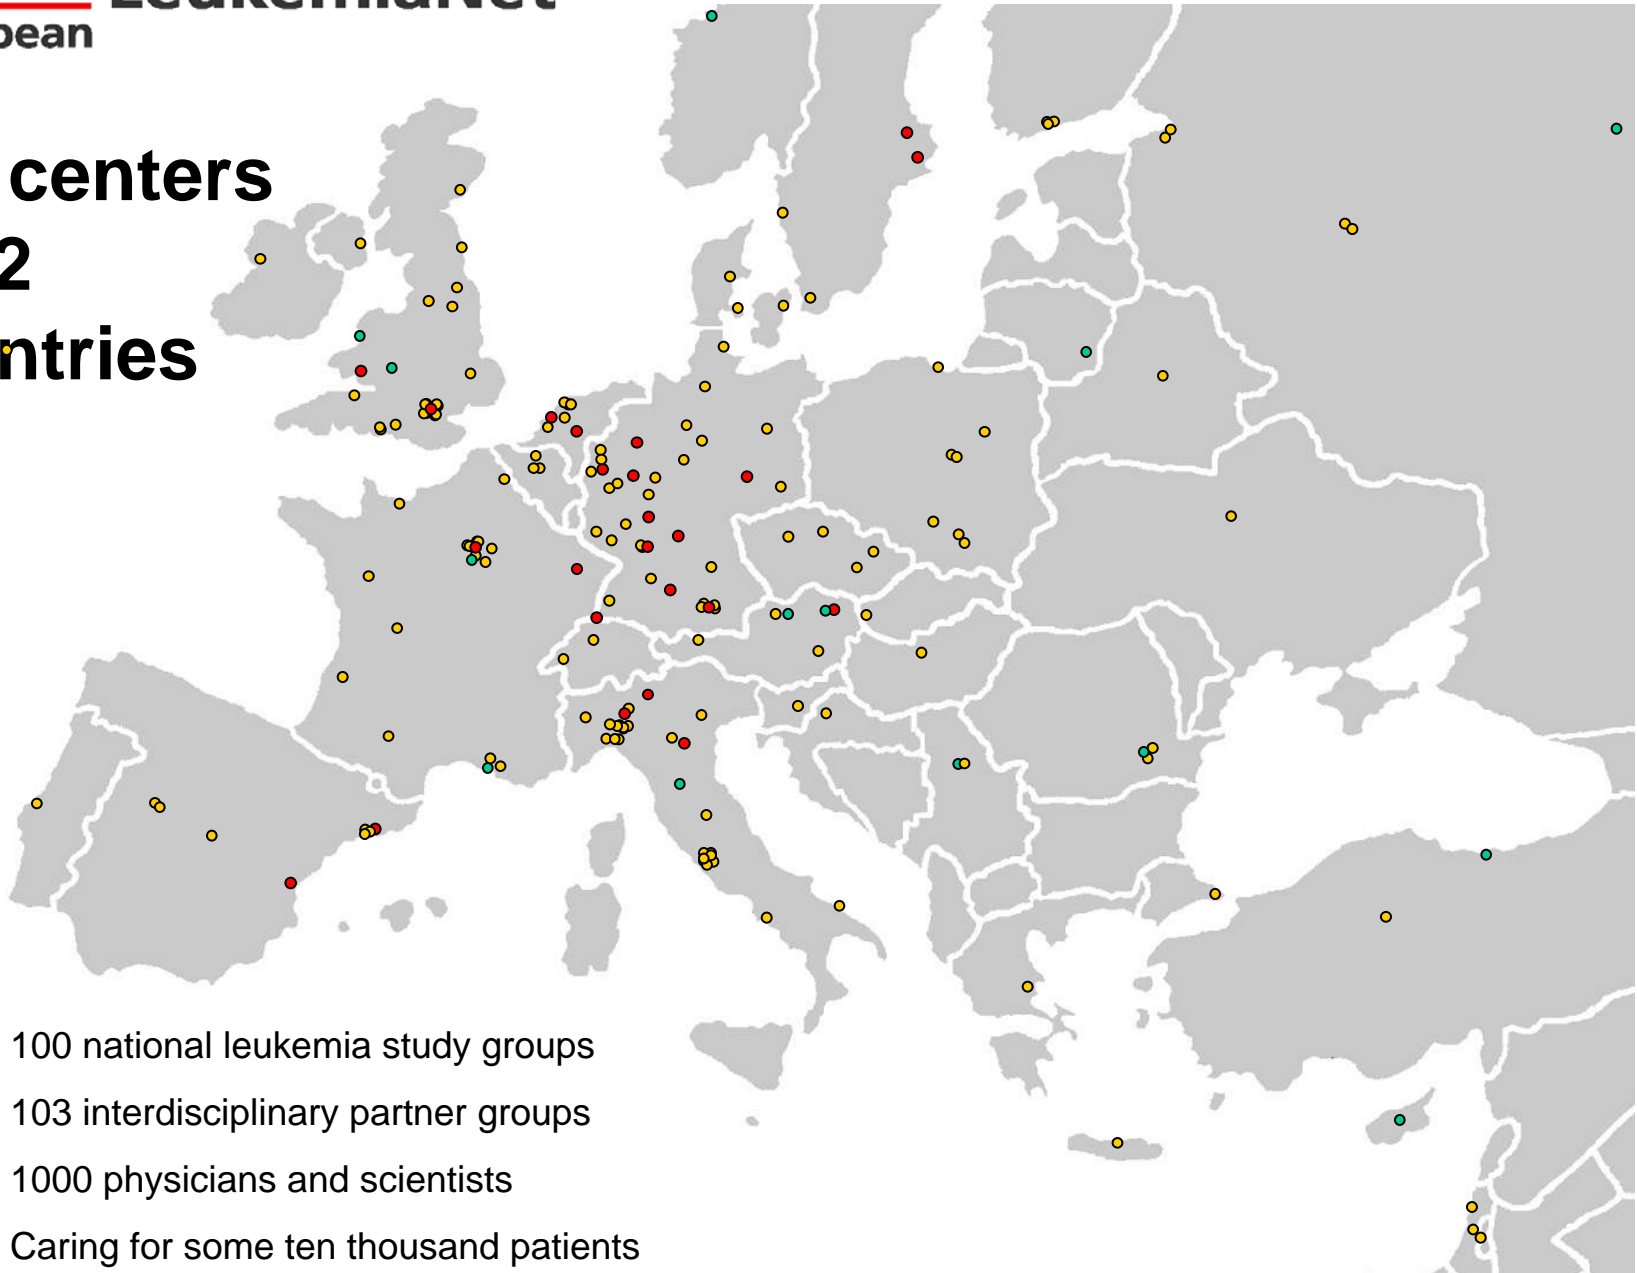 LeukemiaNet
pean
centers
2
ntries
100 national leukemia study groups
103 interdisciplinary partner groups
1000 physicians and scientists
Caring for some ten thousand patients